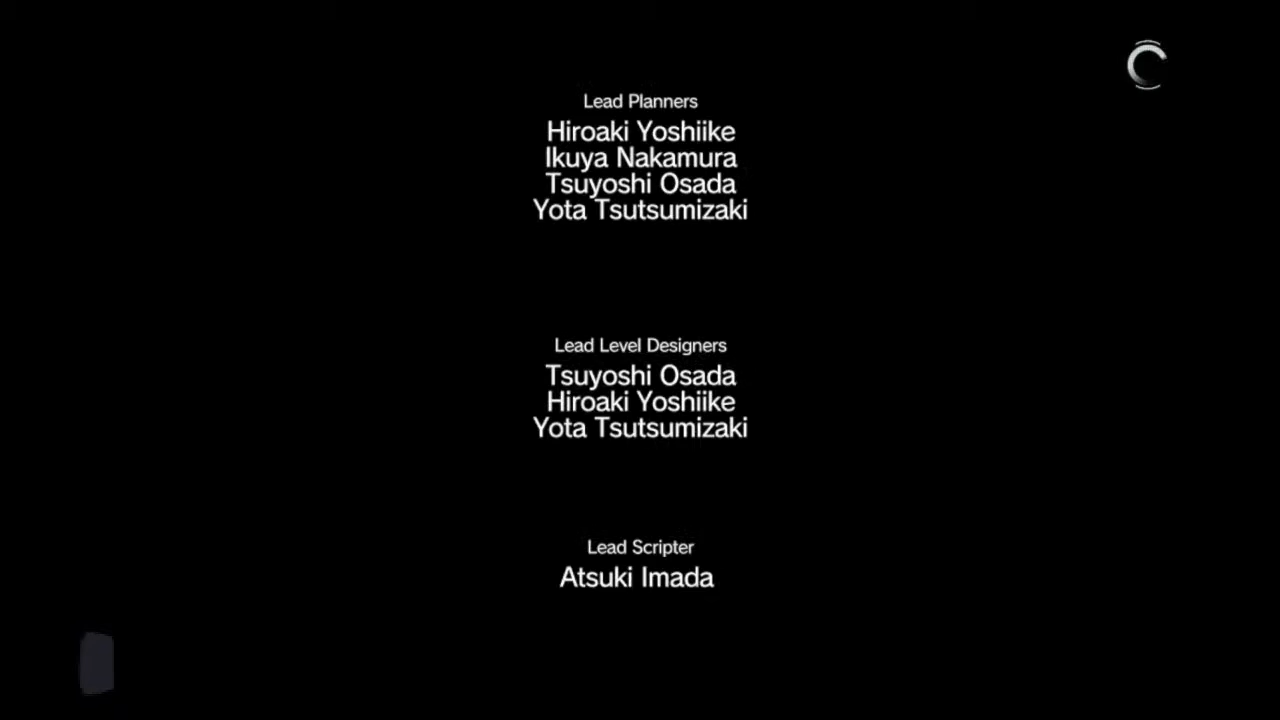 Lead Planners
Hiroaki Yoshiike
Ikuya Nakamura
Tsuyoshi Osada
Yota Tsutsumizaki
Lead Level Designers
Tsuyoshi Osada
Hiroaki Yoshiike
Yota Tsutsumizaki
Lead Scripter
Atsuki Imada